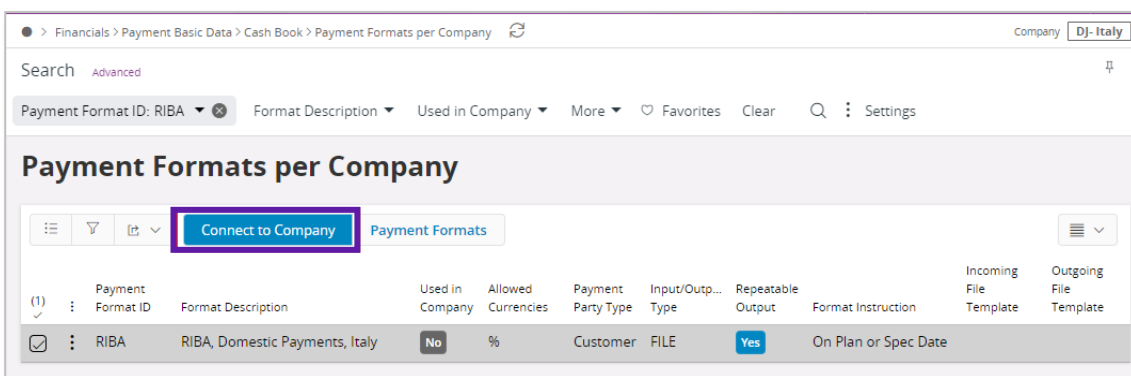 > Financials > Payment Basic Data > Cash Book > Payment Formats per Company Company DJ- Italy
Search Advanced
Payment Format ID: RIBA Format Description Used in Company More Favorites Clear Settings
Payment Formats per Company
Connect to Company Payment Formats
(1) Payment Format ID Format Description Used in Company Allowed Currencies Payment Party Type Input/Outp... Type Repeatable Output Format Instruction Incoming File Template Outgoing File Template
RIBA RIBA, Domestic Payments, Italy No % Customer FILE Yes On Plan or Spec Date